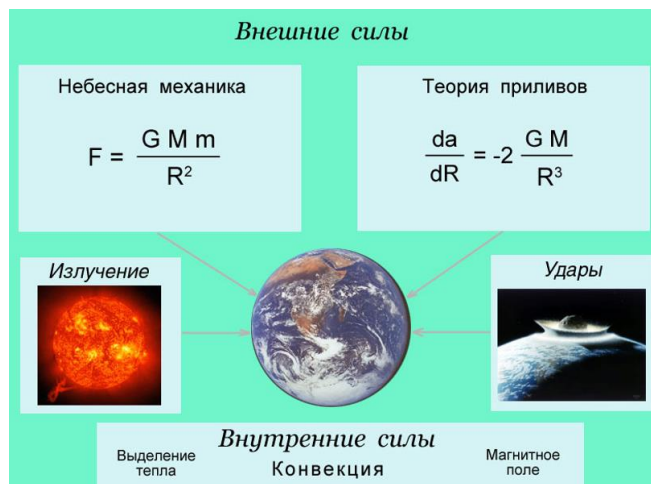 Внешние силы
Небесная механика
F = G M m / R²
Теория приливов
da / dR = -2 G M / R³
Излучение
Удары
Внутренние силы
Выделение
тепла
Конвекция
Магнитное
поле